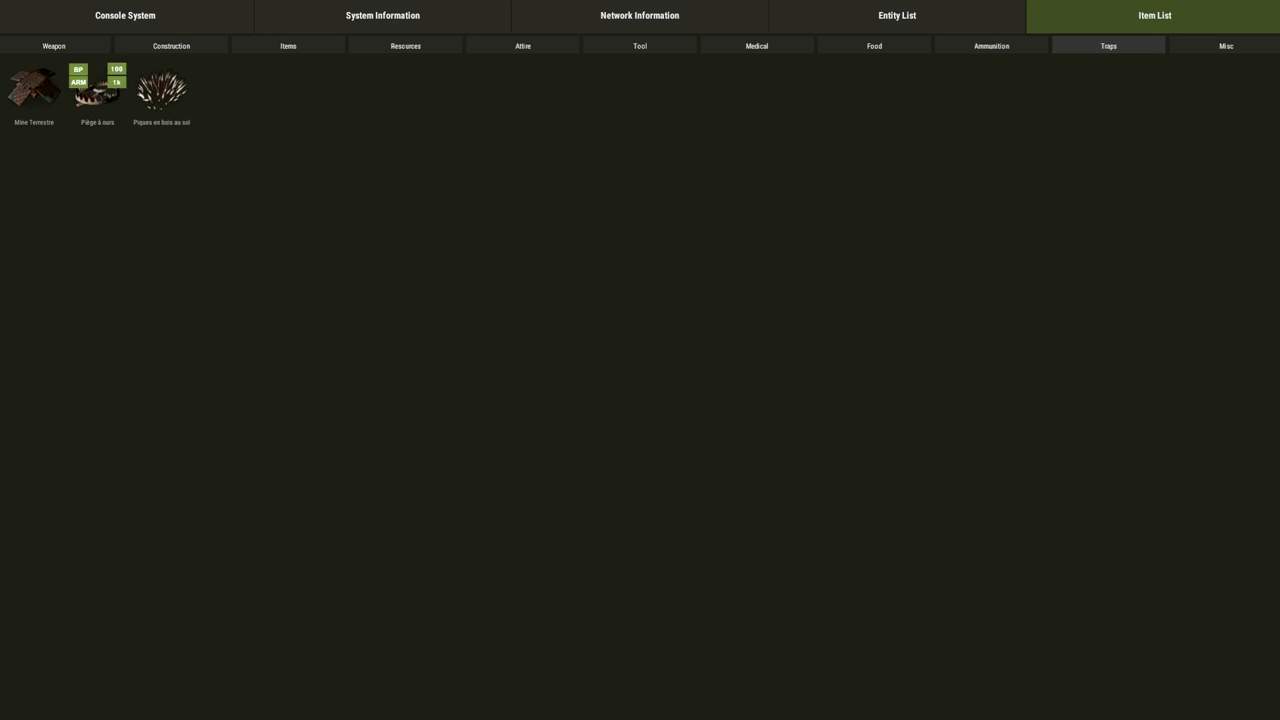 Console System
System Information
Network Information
Entity List
Item List
Weapon
Construction
Items
Resources
Attire
Tool
Medical
Food
Ammunition
Traps
Misc
BP
100
ARM
1k
Mine Terrestre
Piège à ours
Piques en bois au sol